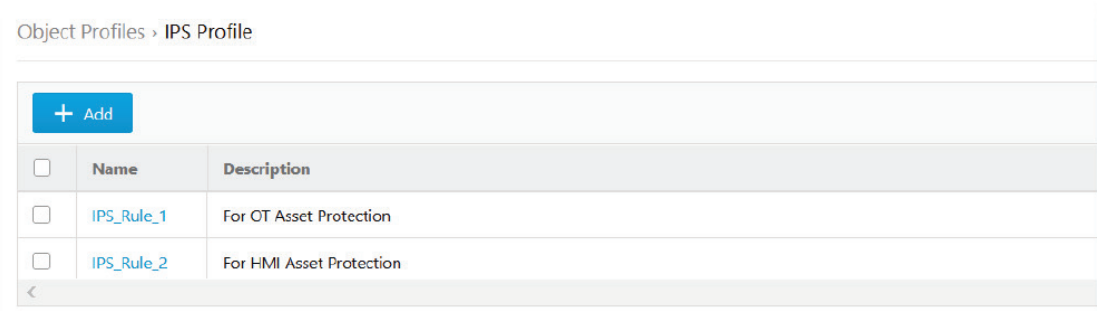 Object Profiles › IPS Profile
+ Add
Name Description
IPS_Rule_1 For OT Asset Protection
IPS_Rule_2 For HMI Asset Protection